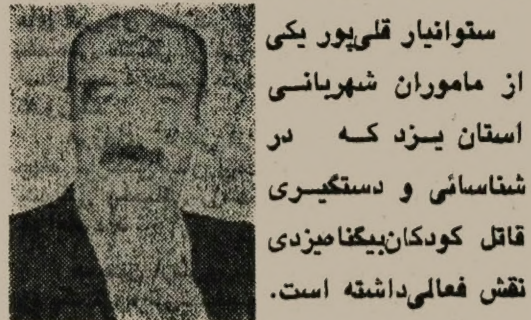 ستوانیار قلی‌پور یکی
از ماموران شهربانی
استان یزد که در
شناسائی و دستگیری
قاتل کودکان‌بیگناه‌یزدی
نقش فعالی‌داشته است.